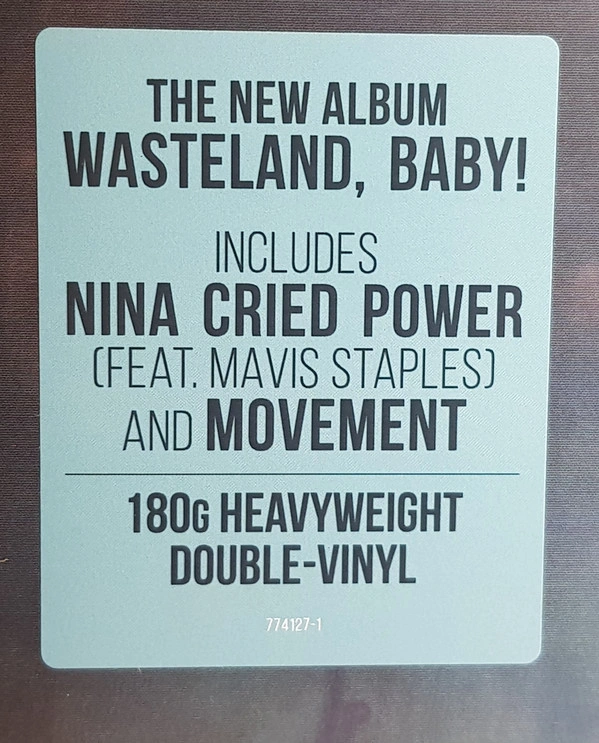 THE NEW ALBUM
WASTELAND, BABY!
INCLUDES
NINA CRIED POWER
(FEAT. MAVIS STAPLES)
AND MOVEMENT
180G HEAVYWEIGHT
DOUBLE-VINYL
774127-1